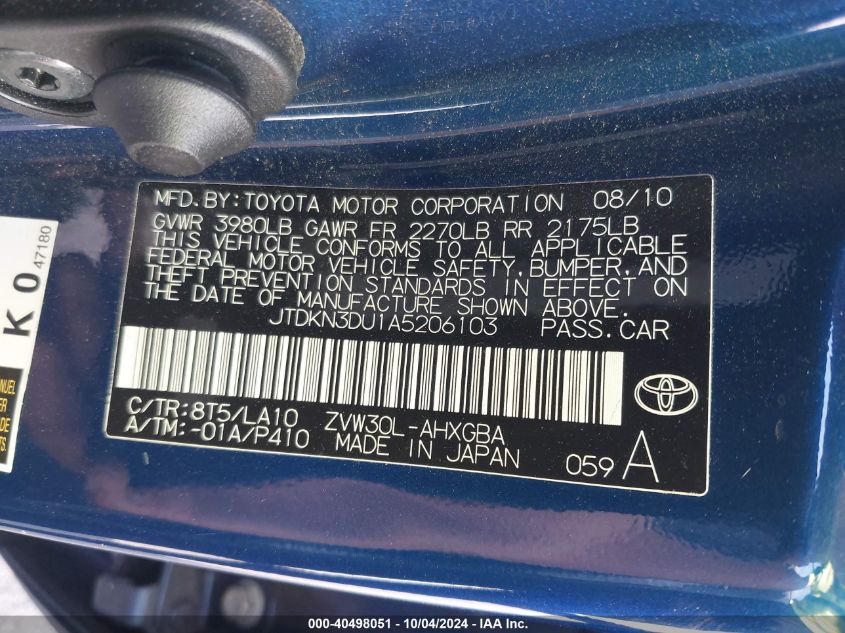 MFD. BY: TOYOTA MOTOR CORPORATION 08/10
GVWR 3980LB GAWR FR 2270LB RR 2175LB
THIS VEHICLE CONFORMS TO ALL APPLICABLE
FEDERAL MOTOR VEHICLE SAFETY, BUMPER, AND
THEFT PREVENTION STANDARDS IN EFFECT ON
THE DATE OF MANUFACTURE SHOWN ABOVE.
JTDKN3DU1A5206103 PASS. CAR
C/TR: 8T5/LA10 ZVW30L-AHXGBA
A/TM: -01A/P410 MADE IN JAPAN
059 A
K 0 47180
000-40498051 - 10/04/2024 - IAA Inc.